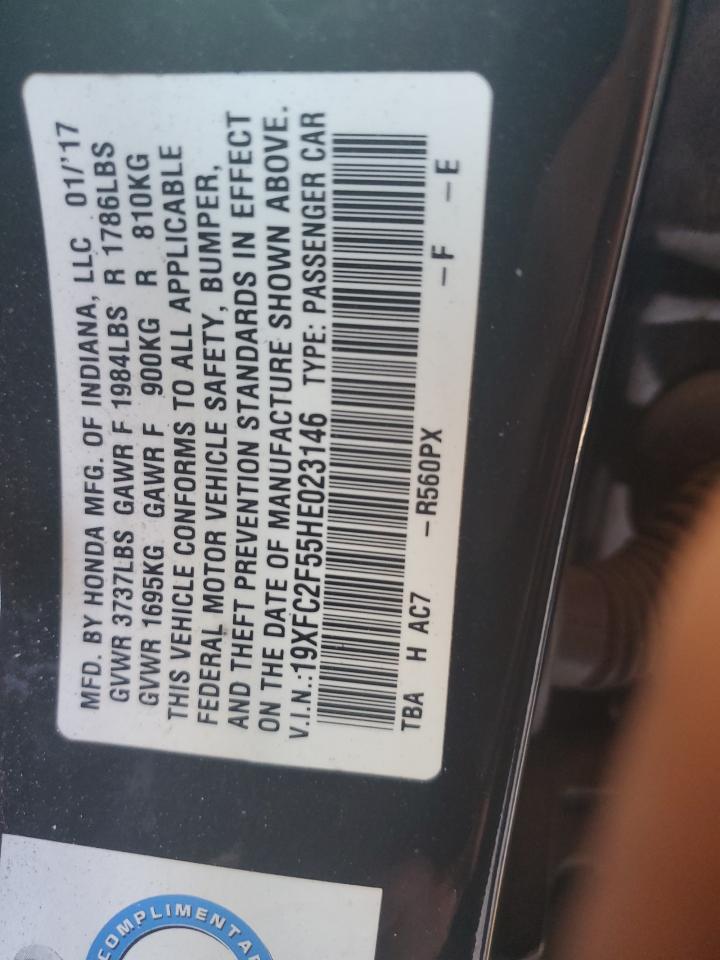 MFD. BY HONDA MFG. OF INDIANA, LLC 01/'17
GVWR 3737LBS GAWR F 1984LBS R 1786LBS
GVWR 1695KG GAWR F 900KG R 810KG
THIS VEHICLE CONFORMS TO ALL APPLICABLE
FEDERAL MOTOR VEHICLE SAFETY, BUMPER,
AND THEFT PREVENTION STANDARDS IN EFFECT
ON THE DATE OF MANUFACTURE SHOWN ABOVE.
V.I.N.:19XFC2F55HE023146 TYPE: PASSENGER CAR
TBA H AC7 -R560PX -F -E